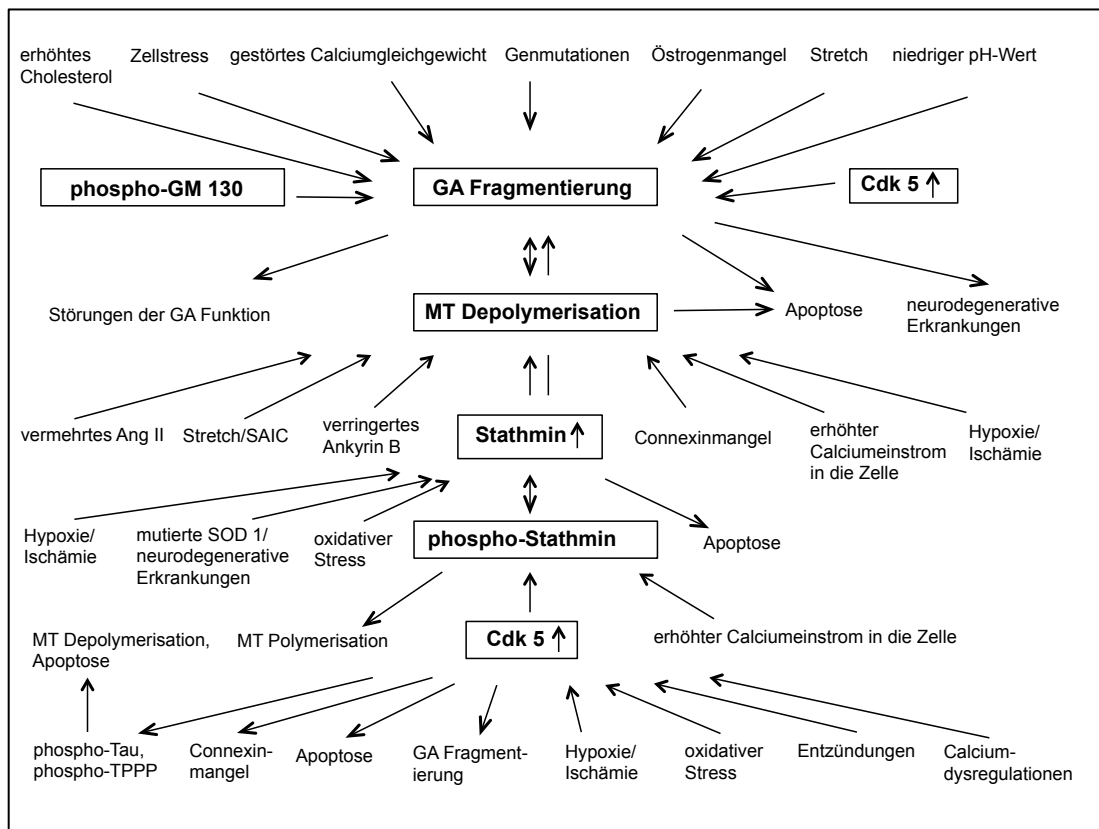 erhöhtes
Cholesterol
Zellstress
gestörtes Calciumgleichgewicht
Genmutationen
Östrogenmangel
Stretch
niedriger pH-Wert
phospho-GM 130
GA Fragmentierung
Cdk 5
Störungen der GA Funktion
MT Depolymerisation
Apoptose
neurodegenerative
Erkrankungen
vermehrtes Ang II
Stretch/SAIC
verringertes
Ankyrin B
Stathmin
Connexinmangel
erhöhter
Calciumeinstrom
in die Zelle
Hypoxie/
Ischämie
Hypoxie/
Ischämie
mutierte SOD 1/
neurodegenerative
Erkrankungen
oxidativer
Stress
phospho-Stathmin
Apoptose
MT Depolymerisation,
Apoptose
MT Polymerisation
Cdk 5
erhöhter Calciumeinstrom in die Zelle
phospho-Tau,
phospho-TPPP
Connexin-
mangel
Apoptose
GA Fragment-
ierung
Hypoxie/
Ischämie
oxidativer
Stress
Entzündungen
Calcium-
dysregulationen